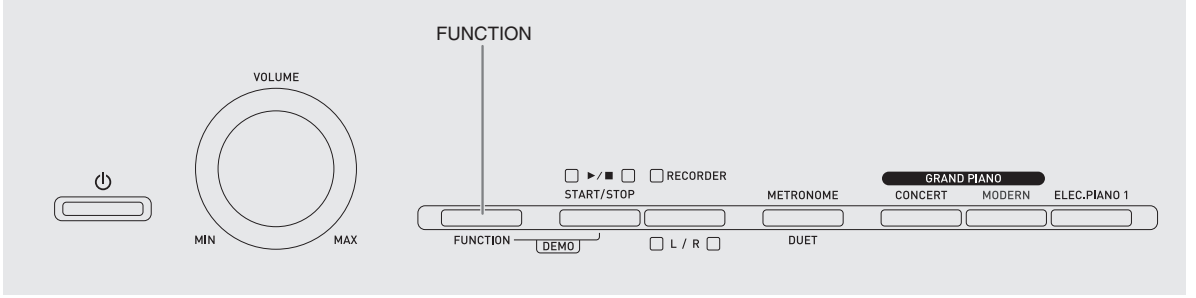 FUNCTION
VOLUME
MIN
MAX
▶/■
RECORDER
START/STOP
METRONOME
GRAND PIANO
CONCERT
MODERN
ELEC.PIANO 1
FUNCTION
DEMO
L / R
DUET